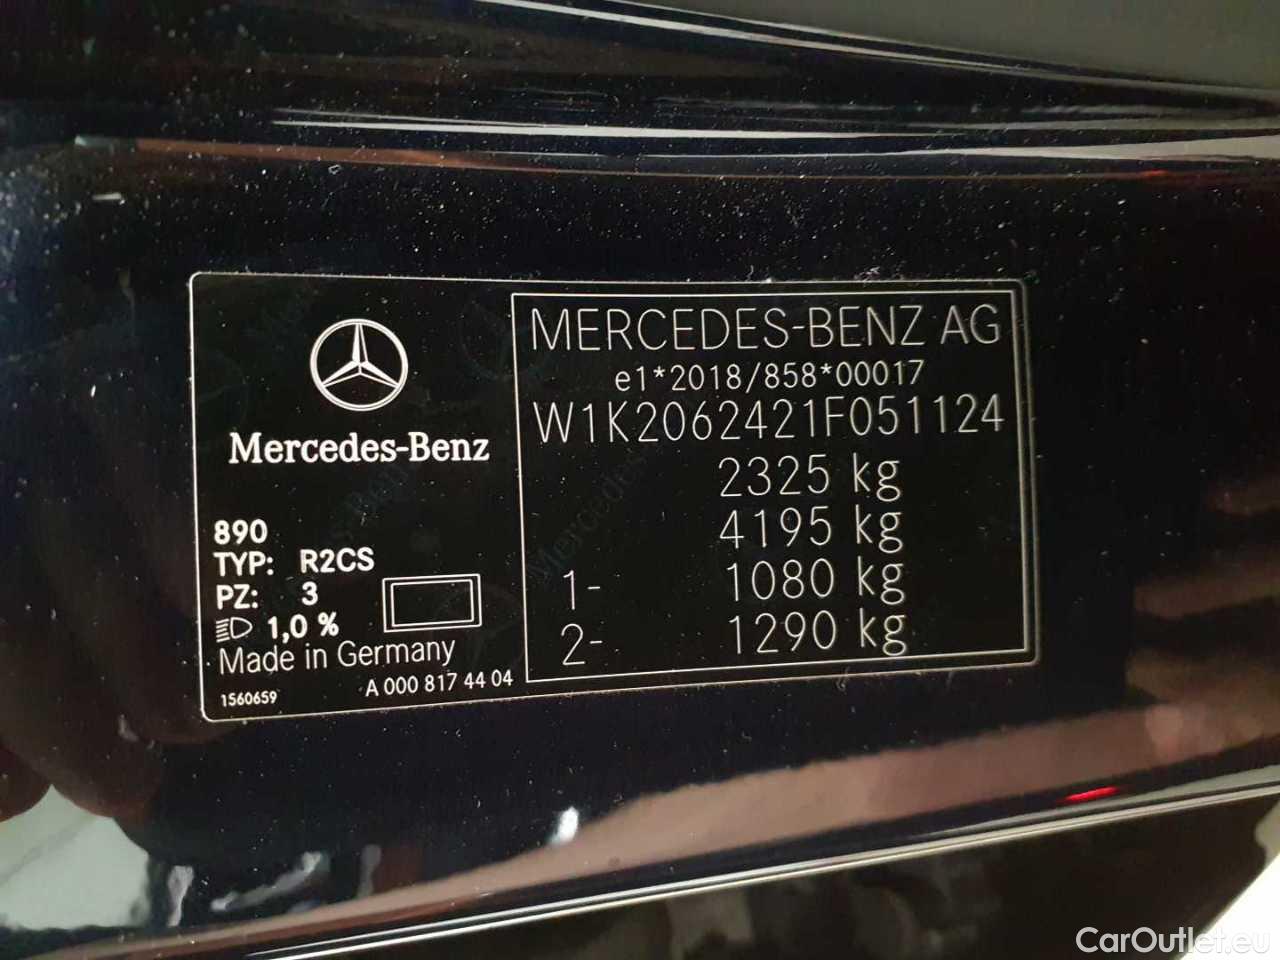 Mercedes-Benz
890
TYP: R2CS
PZ: 3
1,0 %
Made in Germany
1560659
A 000 817 44 04
MERCEDES-BENZ AG
e1*2018/858*00017
W1K2062421F051124
2325 kg
4195 kg
1- 1080 kg
2- 1290 kg
CarOutlet.eu